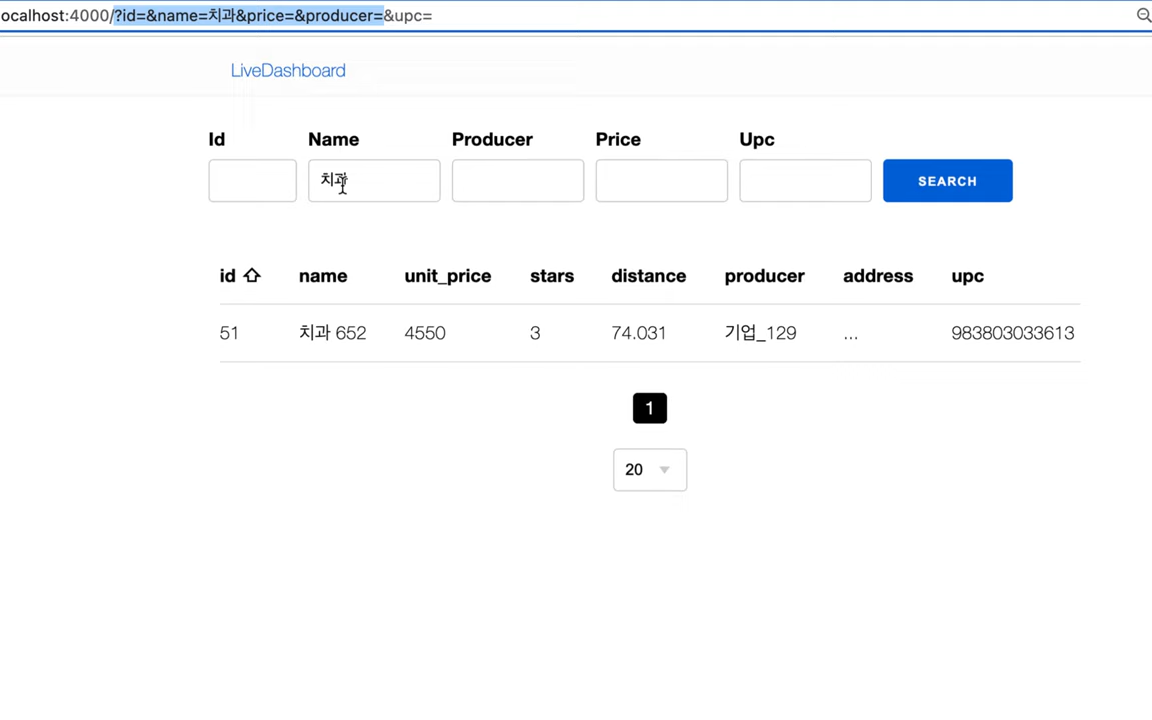 ocalhost:4000/?id=&name=치과&price=&producer=&upc=
LiveDashboard
Id Name Producer Price Upc
치과 SEARCH
id name unit_price stars distance producer address upc
51 치과 652 4550 3 74.031 기업_129 ... 983803033613
1
20